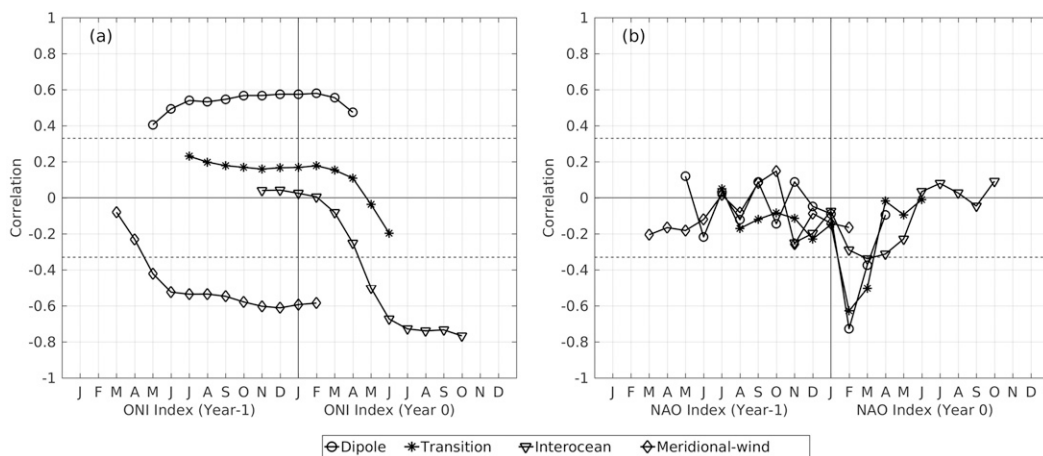 (a)
Correlation
1
0.8
0.6
0.4
0.2
0
-0.2
-0.4
-0.6
-0.8
-1
J F M A M J J A S O N D J F M A M J J A S O N D
ONI Index (Year-1) ONI Index (Year 0)
(b)
Correlation
1
0.8
0.6
0.4
0.2
0
-0.2
-0.4
-0.6
-0.8
-1
J F M A M J J A S O N D J F M A M J J A S O N D
NAO Index (Year-1) NAO Index (Year 0)
Dipole Transition Interocean Meridional-wind